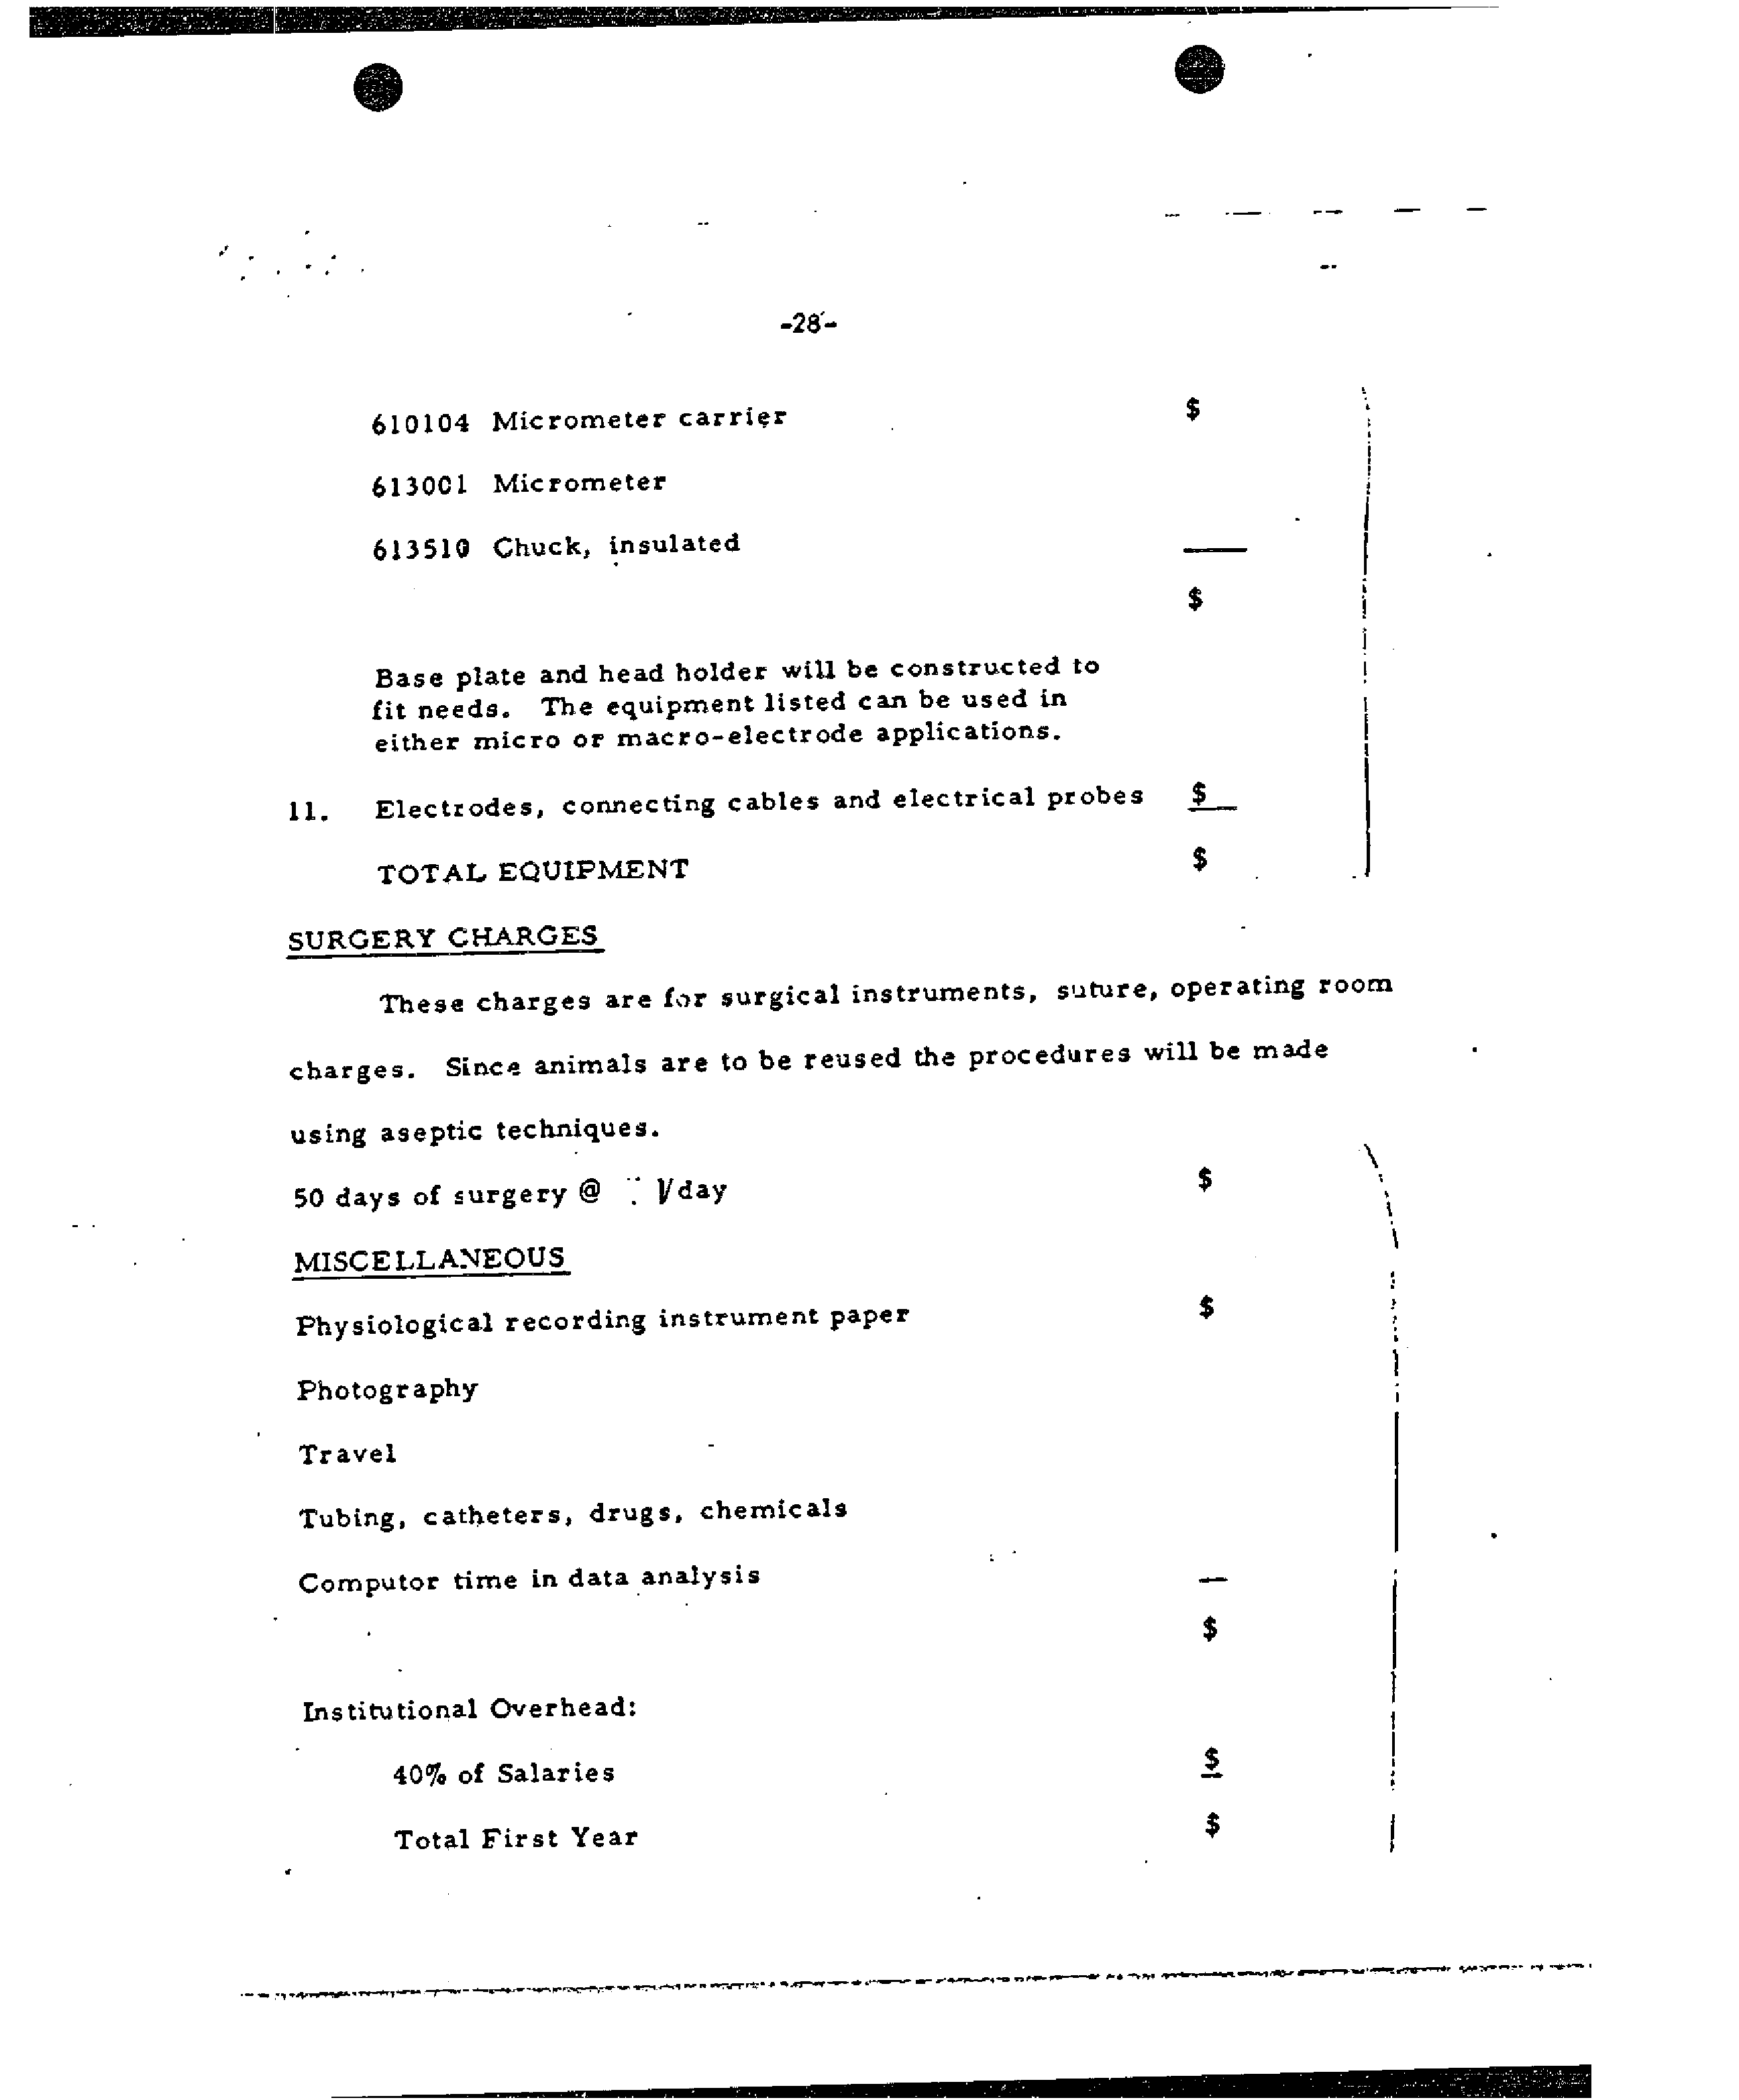 -28-
610104 Micrometer carrier $
613001 Micrometer
613510 Chuck, insulated
$
Base plate and head holder will be constructed to
fit needs. The equipment listed can be used in
either micro or macro-electrode applications.
11. Electrodes, connecting cables and electrical probes $
TOTAL EQUIPMENT $
SURGERY CHARGES
These charges are for surgical instruments, suture, operating room
charges. Since animals are to be reused the procedures will be made
using aseptic techniques.
50 days of surgery @ /day $
MISCELLANEOUS
Physiological recording instrument paper $
Photography
Travel
Tubing, catheters, drugs, chemicals
Computor time in data analysis
$
Institutional Overhead:
40% of Salaries $
Total First Year $